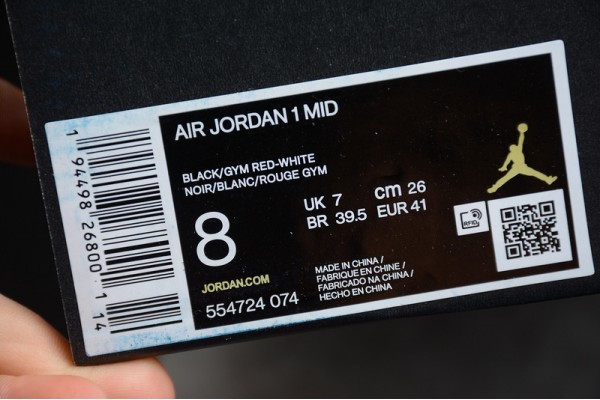 AIR JORDAN 1 MID
BLACK/GYM RED-WHITE
NOIR/BLANC/ROUGE GYM
8
UK 7 cm 26
BR 39.5 EUR 41
JORDAN.COM
554724 074
MADE IN CHINA /
FABRIQUE EN CHINE /
FABRICADO NA CHINA /
HECHO EN CHINA
RFID
1 94498 26800 1 14